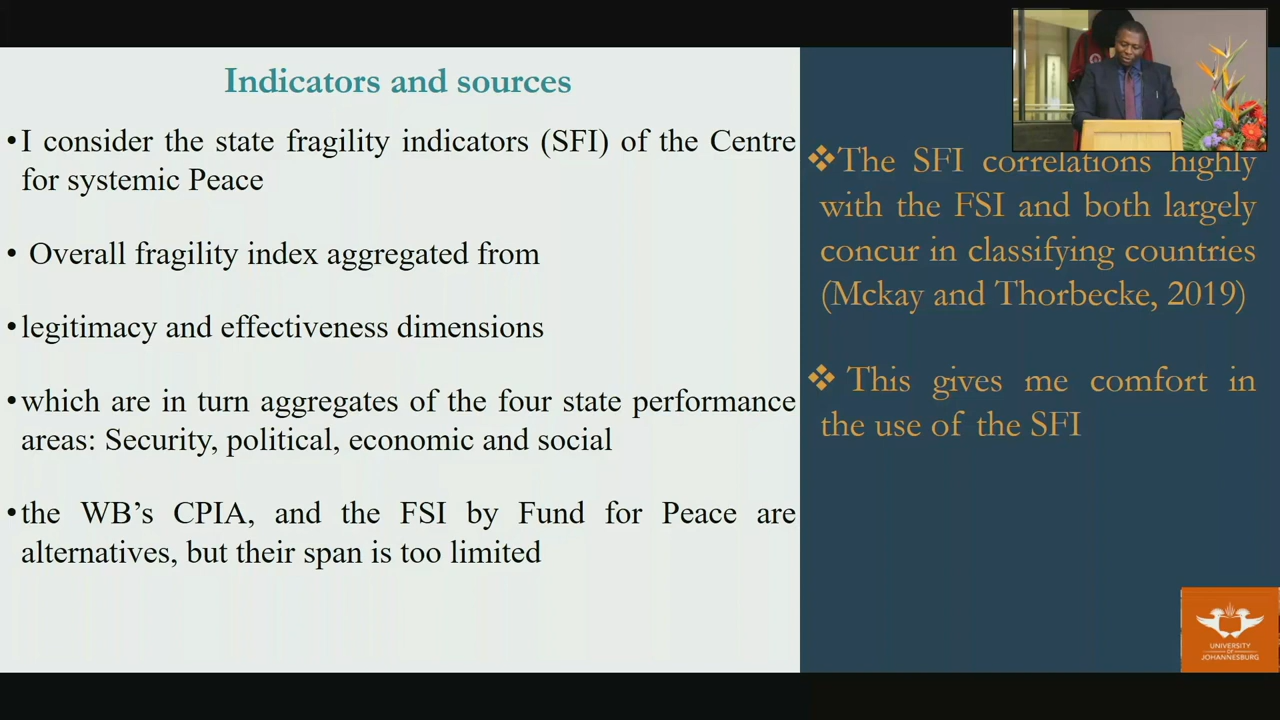 Indicators and sources
•I consider the state fragility indicators (SFI) of the Centre
for systemic Peace
• Overall fragility index aggregated from
•legitimacy and effectiveness dimensions
•which are in turn aggregates of the four state performance
areas: Security, political, economic and social
•the WB’s CPIA, and the FSI by Fund for Peace are
alternatives, but their span is too limited
❖The SFI correlations highly
with the FSI and both largely
concur in classifying countries
(Mckay and Thorbecke, 2019)
❖ This gives me comfort in
the use of the SFI
UNIVERSITY
OF
JOHANNESBURG